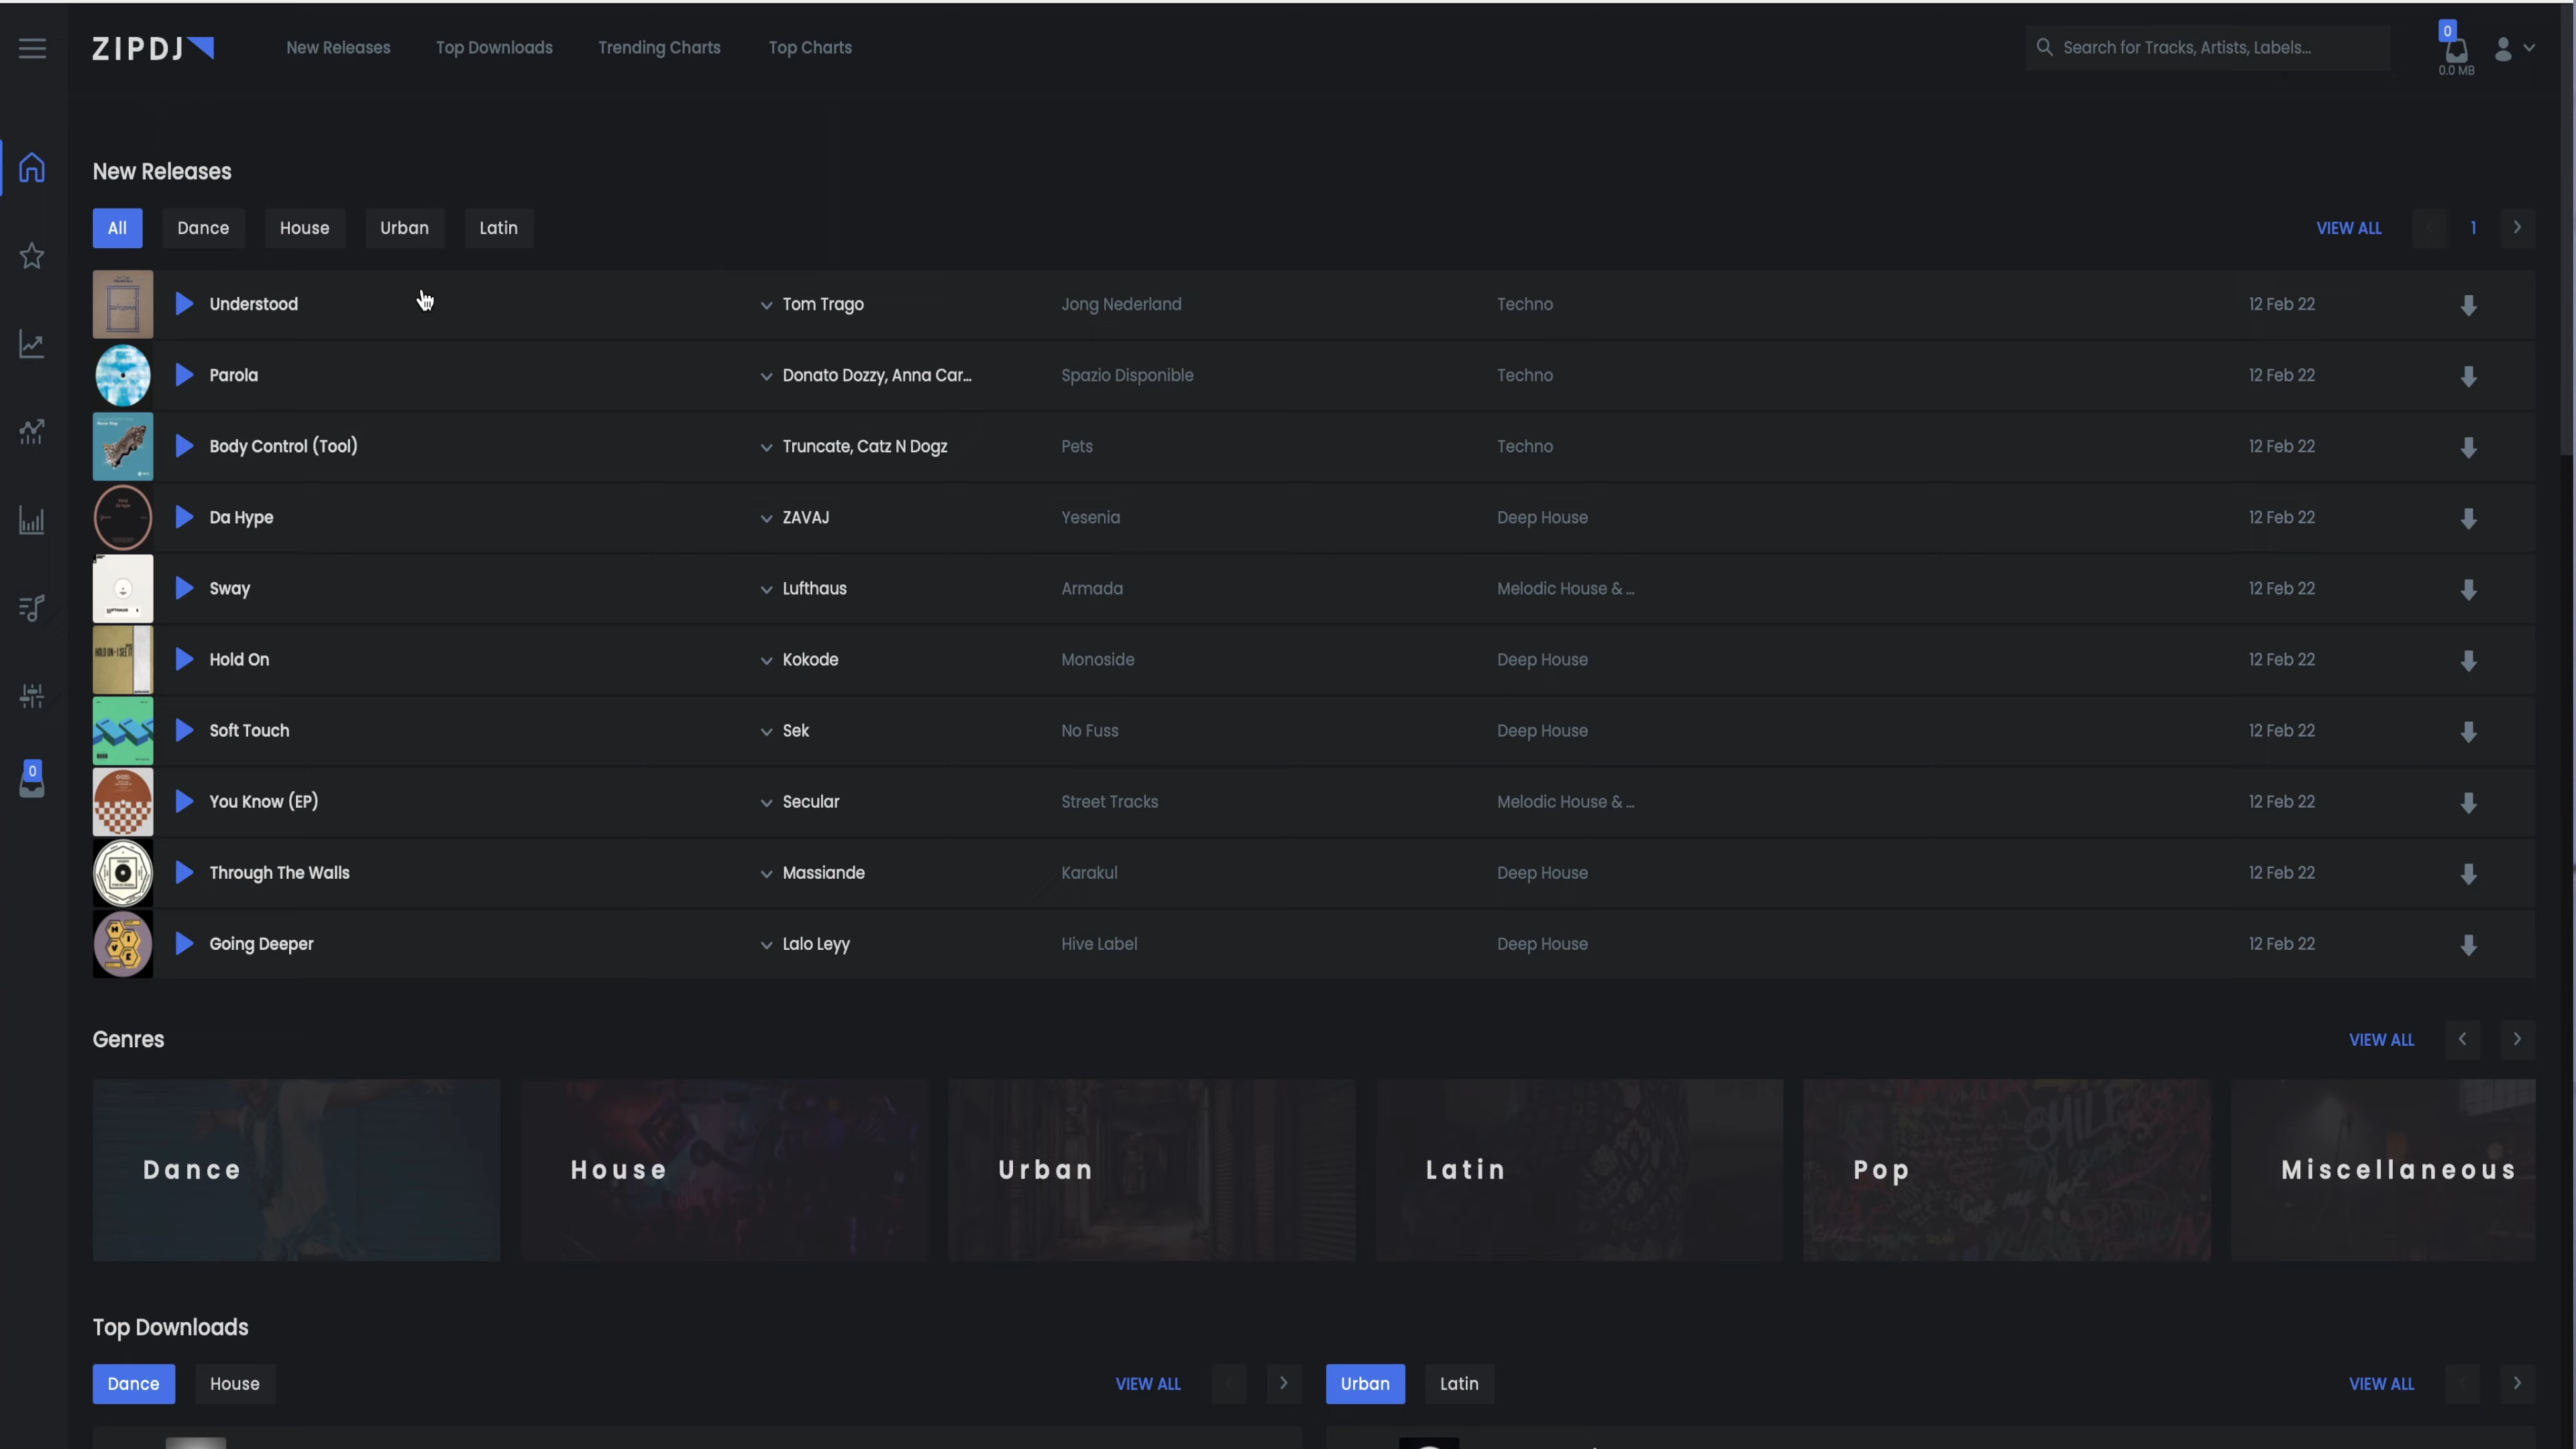 ZIPDJ New Releases Top Downloads Trending Charts Top Charts Search for Tracks, Artists, Labels... 0
0.0 MB
New Releases
All Dance House Urban Latin VIEW ALL 1
Understood Tom Trago Jong Nederland Techno 12 Feb 22
Parola Donato Dozzy, Anna Car... Spazio Disponible Techno 12 Feb 22
Body Control (Tool) Truncate, Catz N Dogz Pets Techno 12 Feb 22
Da Hype ZAVAJ Yesenia Deep House 12 Feb 22
Sway Lufthaus Armada Melodic House & ... 12 Feb 22
HOLD ON - I SEE IT Hold On Kokode Monoside Deep House 12 Feb 22
Soft Touch Sek No Fuss Deep House 12 Feb 22
0
You Know (EP) Secular Street Tracks Melodic House & ... 12 Feb 22
Through The Walls Massiande Karakul Deep House 12 Feb 22
HIVE Going Deeper Lalo Leyy Hive Label Deep House 12 Feb 22
Genres VIEW ALL
Dance House Urban Latin Pop Miscellaneous
Top Downloads
Dance House VIEW ALL Urban Latin VIEW ALL